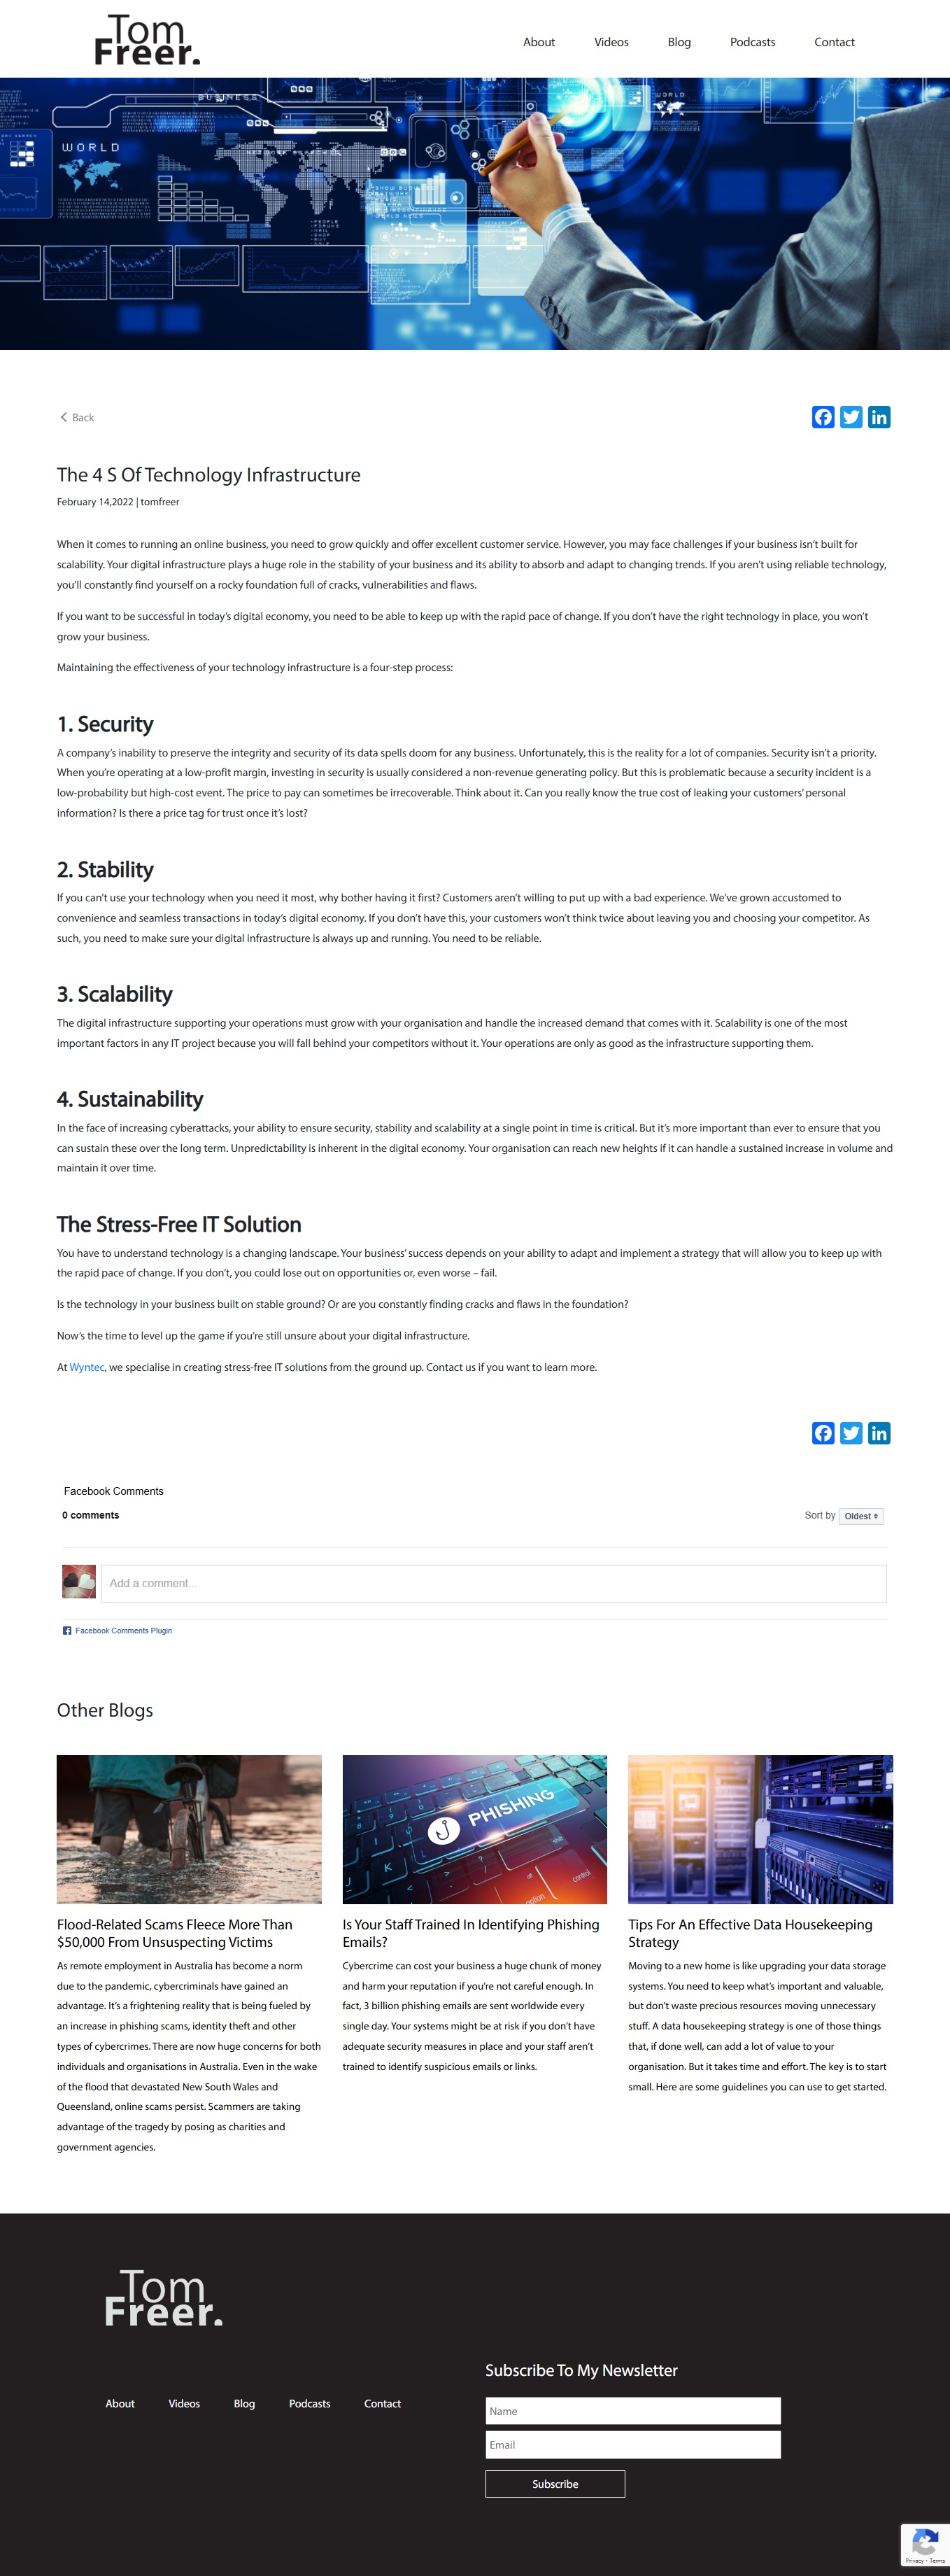 Tom
Freer.
About
Videos
Blog
Podcasts
Contact
BUSINESS
WORLD
WORLD
Back
The 4 S Of Technology Infrastructure
February 14,2022 | tomfreer
When it comes to running an online business, you need to grow quickly and offer excellent customer service. However, you may face challenges if your business isn't built for
scalability. Your digital infrastructure plays a huge role in the stability of your business and its ability to absorb and adapt to changing trends. If you aren't using reliable technology,
you'll constantly find yourself on a rocky foundation full of cracks, vulnerabilities and flaws.
If you want to be successful in today's digital economy, you need to be able to keep up with the rapid pace of change. If you don't have the right technology in place, you won't
grow your business.
Maintaining the effectiveness of your technology infrastructure is a four-step process:
1. Security
A company's inability to preserve the integrity and security of its data spells doom for any business. Unfortunately, this is the reality for a lot of companies. Security isn't a priority.
When you're operating at a low-profit margin, investing in security is usually considered a non-revenue generating policy. But this is problematic because a security incident is a
low-probability but high-cost event. The price to pay can sometimes be irrecoverable. Think about it. Can you really know the true cost of leaking your customers' personal
information? Is there a price tag for trust once it's lost?
2. Stability
If you can't use your technology when you need it most, why bother having it first? Customers aren't willing to put up with a bad experience. We've grown accustomed to
convenience and seamless transactions in today's digital economy. If you don't have this, your customers won't think twice about leaving you and choosing your competitor. As
such, you need to make sure your digital infrastructure is always up and running. You need to be reliable.
3. Scalability
The digital infrastructure supporting your operations must grow with your organisation and handle the increased demand that comes with it. Scalability is one of the most
important factors in any IT project because you will fall behind your competitors without it. Your operations are only as good as the infrastructure supporting them.
4. Sustainability
In the face of increasing cyberattacks, your ability to ensure security, stability and scalability at a single point in time is critical. But it's more important than ever to ensure that you
can sustain these over the long term. Unpredictability is inherent in the digital economy. Your organisation can reach new heights if it can handle a sustained increase in volume and
maintain it over time.
The Stress-Free IT Solution
You have to understand technology is a changing landscape. Your business' success depends on your ability to adapt and implement a strategy that will allow you to keep up with
the rapid pace of change. If you don't, you could lose out on opportunities or, even worse – fail.
Is the technology in your business built on stable ground? Or are you constantly finding cracks and flaws in the foundation?
Now's the time to level up the game if you're still unsure about your digital infrastructure.
At Wyntec, we specialise in creating stress-free IT solutions from the ground up. Contact us if you want to learn more.
Facebook Comments
0 comments
Sort by Oldest
Add a comment...
Facebook Comments Plugin
Other Blogs
PHISHING
control
option
Flood-Related Scams Fleece More Than
$50,000 From Unsuspecting Victims
As remote employment in Australia has become a norm
due to the pandemic, cybercriminals have gained an
advantage. It's a frightening reality that is being fueled by
an increase in phishing scams, identity theft and other
types of cybercrimes. There are now huge concerns for both
individuals and organisations in Australia. Even in the wake
of the flood that devastated New South Wales and
Queensland, online scams persist. Scammers are taking
advantage of the tragedy by posing as charities and
government agencies.
Is Your Staff Trained In Identifying Phishing
Emails?
Cybercrime can cost your business a huge chunk of money
and harm your reputation if you're not careful enough. In
fact, 3 billion phishing emails are sent worldwide every
single day. Your systems might be at risk if you don't have
adequate security measures in place and your staff aren't
trained to identify suspicious emails or links.
Tips For An Effective Data Housekeeping
Strategy
Moving to a new home is like upgrading your data storage
systems. You need to keep what's important and valuable,
but don't waste precious resources moving unnecessary
stuff. A data housekeeping strategy is one of those things
that, if done well, can add a lot of value to your
organisation. But it takes time and effort. The key is to start
small. Here are some guidelines you can use to get started.
Tom
Freer.
About
Videos
Blog
Podcasts
Contact
Subscribe To My Newsletter
Name
Email
Subscribe
Privacy - Terms